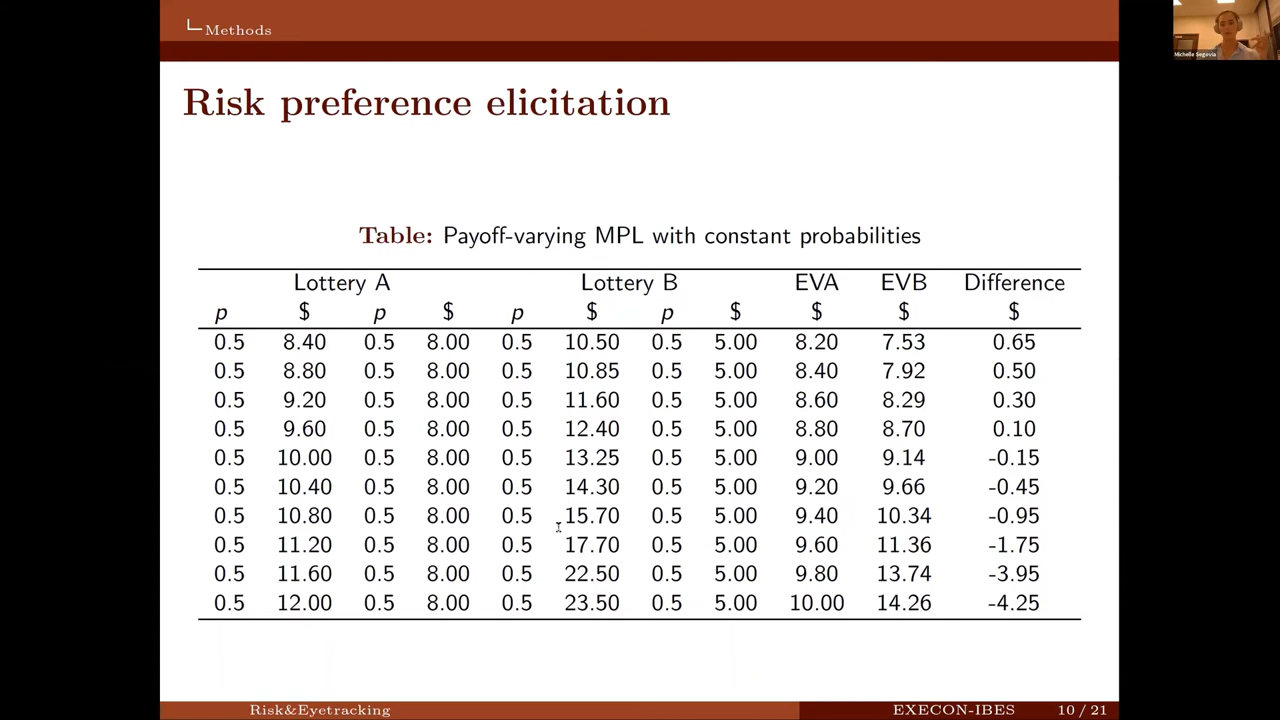 Methods
Michelle Segovia
Risk preference elicitation
Table: Payoff-varying MPL with constant probabilities
Lottery A Lottery B EVA EVB Difference
p $ p $ p $ p $ $ $ $
0.5 8.40 0.5 8.00 0.5 10.50 0.5 5.00 8.20 7.53 0.65
0.5 8.80 0.5 8.00 0.5 10.85 0.5 5.00 8.40 7.92 0.50
0.5 9.20 0.5 8.00 0.5 11.60 0.5 5.00 8.60 8.29 0.30
0.5 9.60 0.5 8.00 0.5 12.40 0.5 5.00 8.80 8.70 0.10
0.5 10.00 0.5 8.00 0.5 13.25 0.5 5.00 9.00 9.14 -0.15
0.5 10.40 0.5 8.00 0.5 14.30 0.5 5.00 9.20 9.66 -0.45
0.5 10.80 0.5 8.00 0.5 15.70 0.5 5.00 9.40 10.34 -0.95
0.5 11.20 0.5 8.00 0.5 17.70 0.5 5.00 9.60 11.36 -1.75
0.5 11.60 0.5 8.00 0.5 22.50 0.5 5.00 9.80 13.74 -3.95
0.5 12.00 0.5 8.00 0.5 23.50 0.5 5.00 10.00 14.26 -4.25
Risk&Eyetracking EXECON-IBES 10 / 21